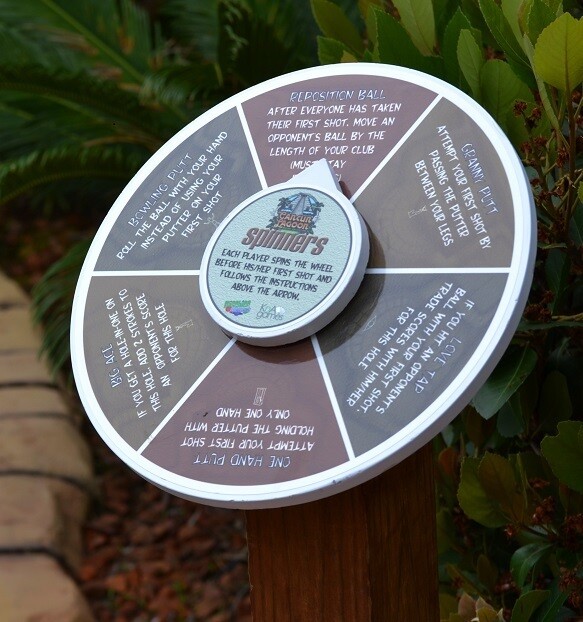 REPOSITION BALL
AFTER EVERYONE HAS TAKEN
THEIR FIRST SHOT, MOVE AN
OPPONENT'S BALL BY THE
LENGTH OF YOUR CLUB
(MUST STAY
GRANNY PUTT
ATTEMPT YOUR FIRST SHOT BY
PASSING THE PUTTER
BETWEEN YOUR LEGS
LOVE TAP
IF YOU HIT AN OPPONENT'S
BALL WITH YOUR FIRST SHOT,
TRADE SCORES WITH HIM/HER
FOR THIS HOLE
ONE HAND PUTT
ATTEMPT YOUR FIRST SHOT
HOLDING THE PUTTER WITH
ONLY ONE HAND
BIG ACE
IF YOU GET A HOLE-IN-ONE ON
THIS HOLE, ADD 2 STROKES TO
AN OPPONENT'S SCORE
FOR THIS HOLE
BOWLING PUTT
ROLL THE BALL WITH YOUR HAND
INSTEAD OF USING YOUR
PUTTER ON YOUR
FIRST SHOT
CANCUN
LAGOON
spinners
EACH PLAYER SPINS THE WHEEL
BEFORE HIS/HER FIRST SHOT AND
FOLLOWS THE INSTRUCTIONS
ABOVE THE ARROW.
games